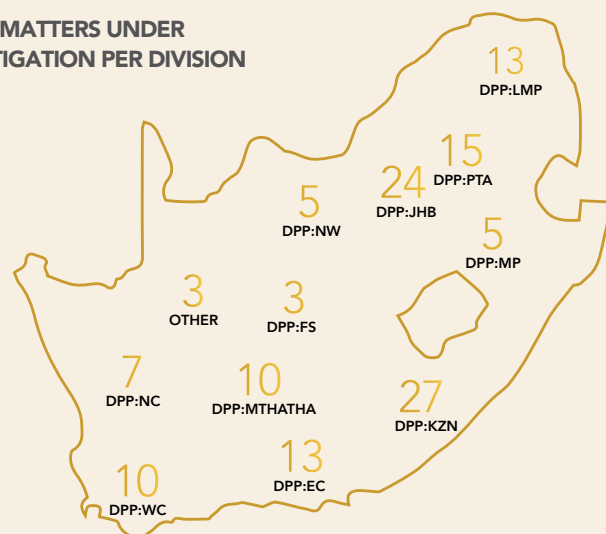 MATTERS UNDER
TIGATION PER DIVISION
13
DPP:LMP
15
DPP:PTA
24
DPP:JHB
5
DPP:NW
5
DPP:MP
3
OTHER
3
DPP:FS
7
DPP:NC
10
DPP:MTHATHA
27
DPP:KZN
13
DPP:EC
10
DPP:WC